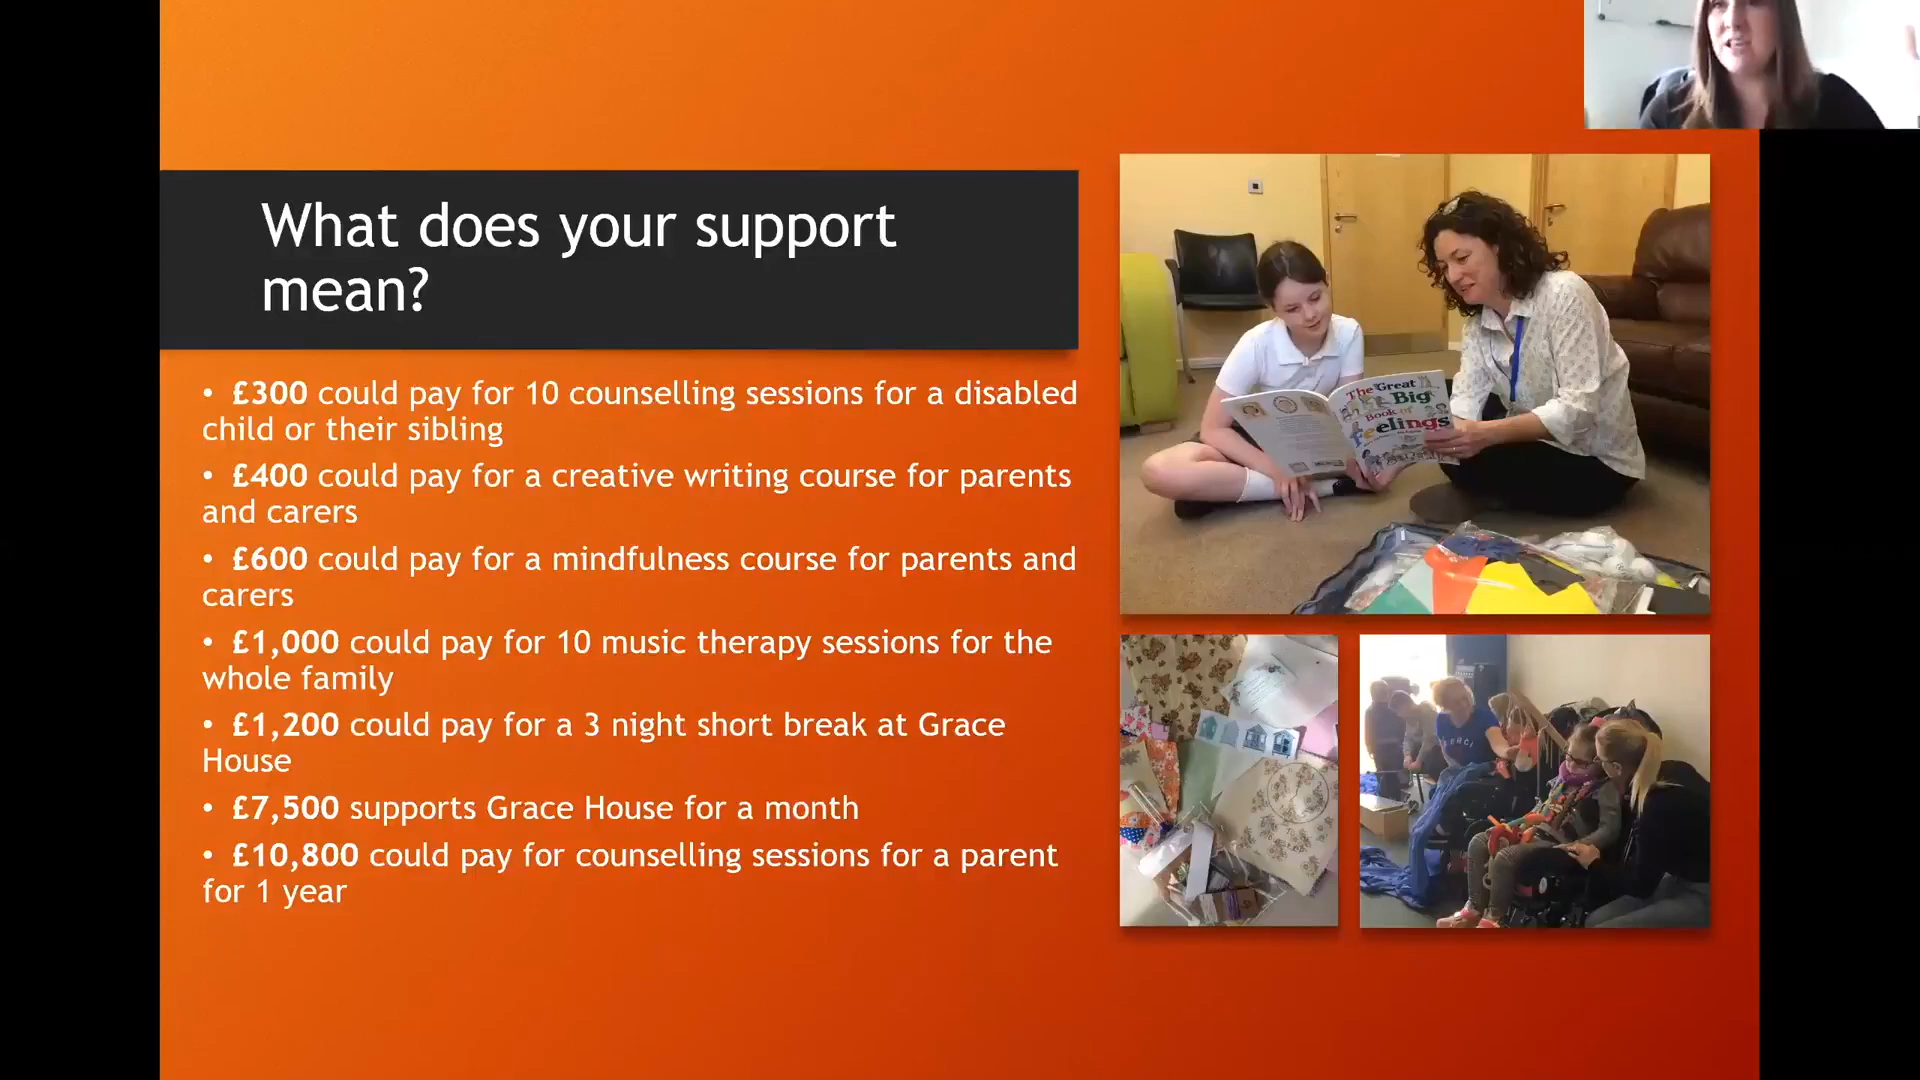 What does your support
mean?
• £300 could pay for 10 counselling sessions for a disabled
child or their sibling
• £400 could pay for a creative writing course for parents
and carers
• £600 could pay for a mindfulness course for parents and
carers
• £1,000 could pay for 10 music therapy sessions for the
whole family
• £1,200 could pay for a 3 night short break at Grace
House
• £7,500 supports Grace House for a month
• £10,800 could pay for counselling sessions for a parent
for 1 year
The Great
Big
Book of
Feelings